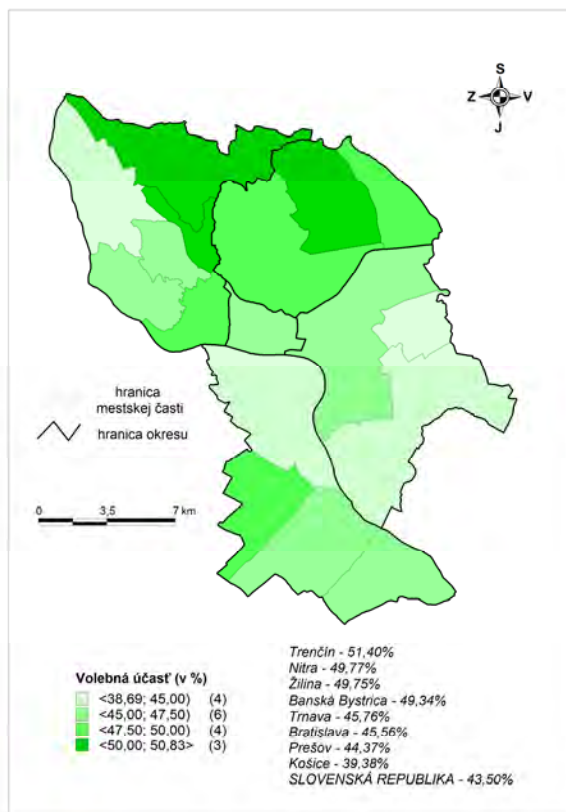 S
Z V
J
hranica
mestskej časti
hranica okresu
0 3,5 7 km
Volebná účasť (v %)
<38,69; 45,00) (4)
<45,00; 47,50) (6)
<47,50; 50,00) (4)
<50,00; 50,83> (3)
Trenčín - 51,40%
Nitra - 49,77%
Žilina - 49,75%
Banská Bystrica - 49,34%
Trnava - 45,76%
Bratislava - 45,56%
Prešov - 44,37%
Košice - 39,38%
SLOVENSKÁ REPUBLIKA - 43,50%